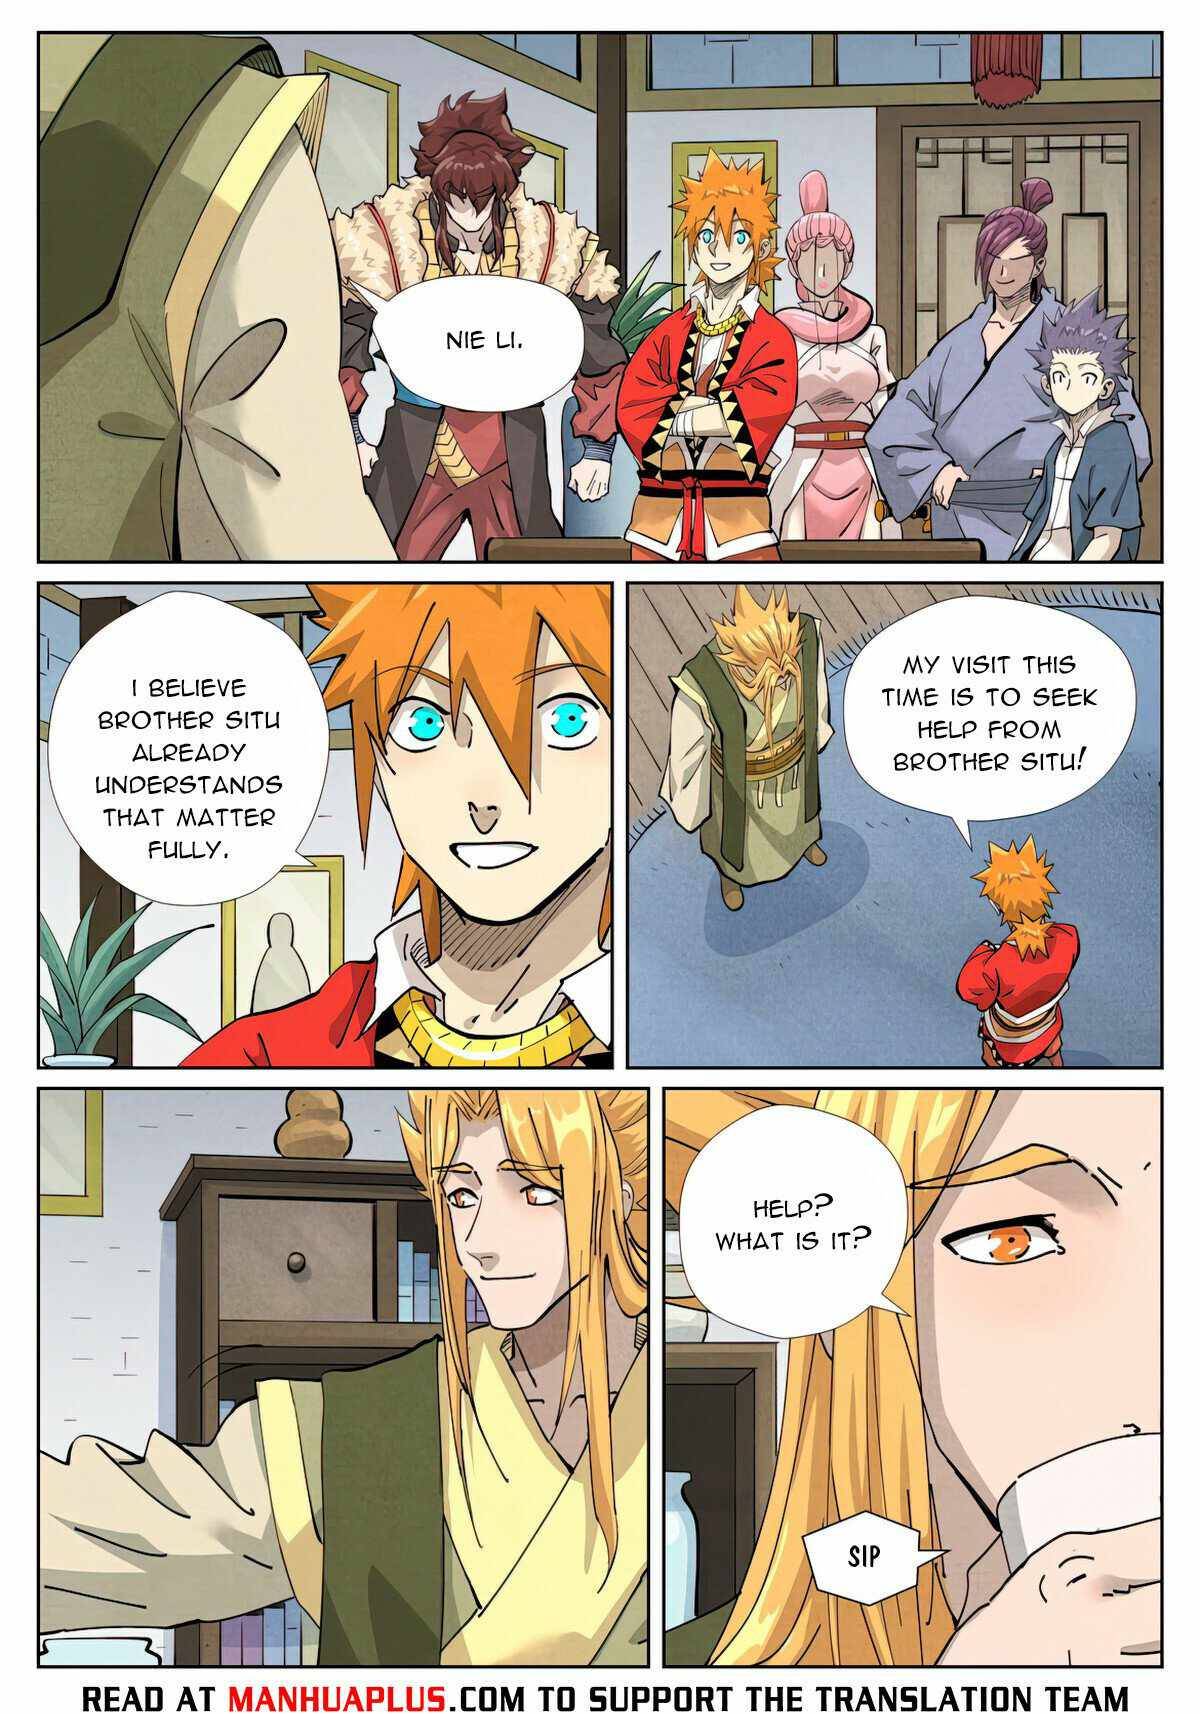 NIE LI.
I BELIEVE
BROTHER SITU
ALREADY
UNDERSTANDS
THAT MATTER
FULLY.
MY VISIT THIS
TIME IS TO SEEK
HELP FROM
BROTHER SITU!
HELP?
WHAT IS IT?
SIP
READ AT MANHUAPLUS.COM TO SUPPORT THE TRANSLATION TEAM